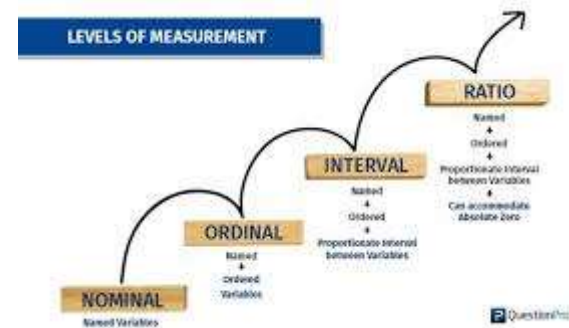 LEVELS OF MEASUREMENT
NOMINAL
Named Variables
ORDINAL
Named
+
Ordered
Variables
INTERVAL
Named
+
Ordered
+
Proportionate Interval
between Variables
RATIO
Named
+
Ordered
+
Proportionate Interval
between Variables
+
Can accommodate
Absolute Zero
QuestionPro